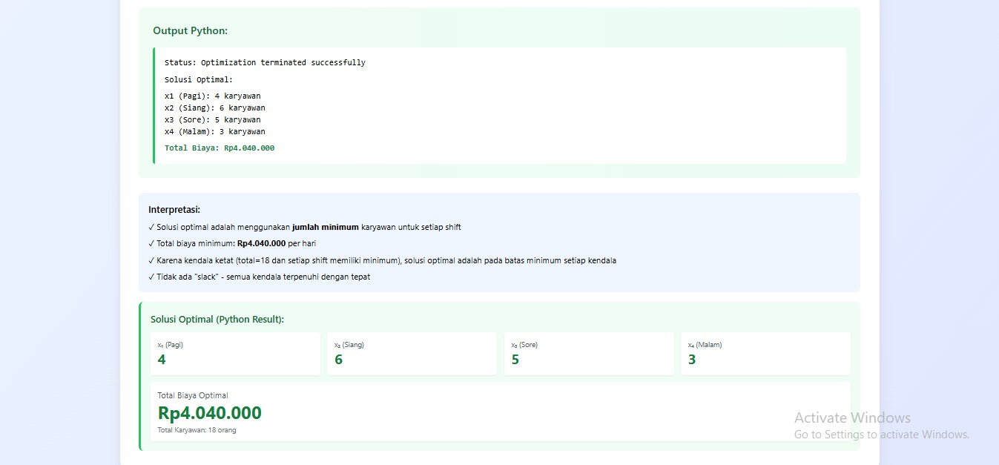 Output Python:
Status: Optimization terminated successfully
Solusi Optimal:
x1 (Pagi): 4 karyawan
x2 (Siang): 6 karyawan
x3 (Sore): 5 karyawan
x4 (Malam): 3 karyawan
Total Biaya: Rp4.040.000
Interpretasi:
✓ Solusi optimal adalah menggunakan jumlah minimum karyawan untuk setiap shift
✓ Total biaya minimum: Rp4.040.000 per hari
✓ Karena kendala ketat (total=18 dan setiap shift memiliki minimum), solusi optimal adalah pada batas minimum setiap kendala
✓ Tidak ada "slack" - semua kendala terpenuhi dengan tepat
Solusi Optimal (Python Result):
x₁ (Pagi)
4
x₂ (Siang)
6
x₃ (Sore)
5
x₄ (Malam)
3
Total Biaya Optimal
Rp4.040.000
Total Karyawan: 18 orang
Activate Windows
Go to Settings to activate Windows.